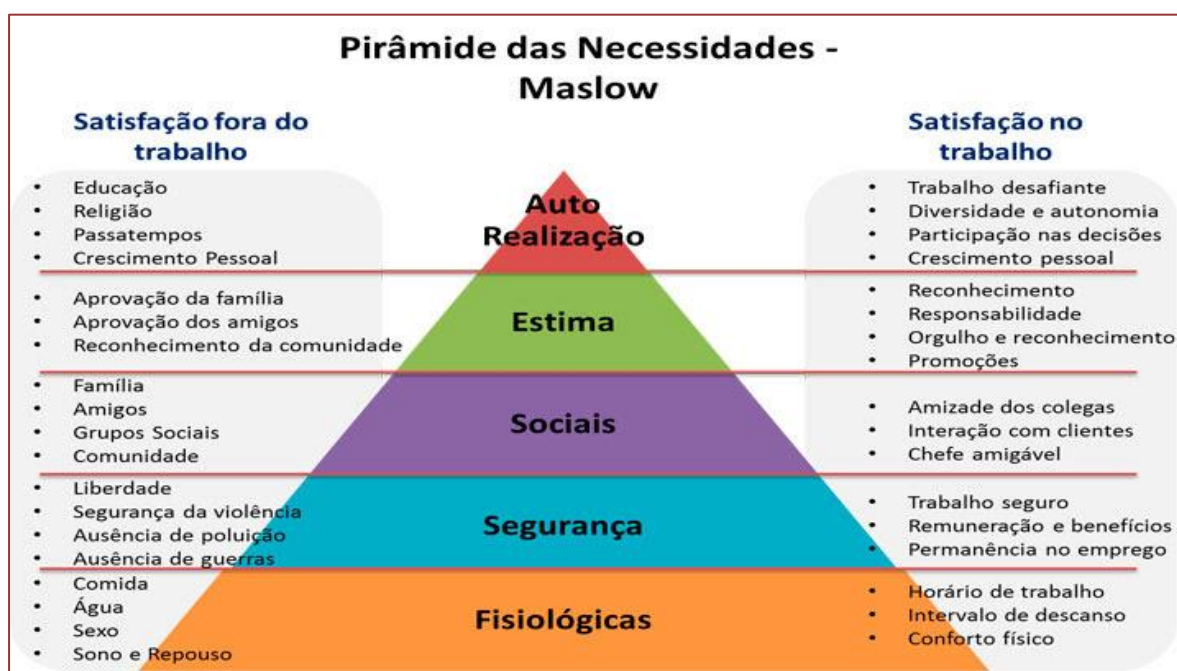 Pirâmide das Necessidades -
Maslow
Satisfação fora do
trabalho
• Educação
• Religião
• Passatempos
• Crescimento Pessoal
• Aprovação da família
• Aprovação dos amigos
• Reconhecimento da comunidade
• Família
• Amigos
• Grupos Sociais
• Comunidade
• Liberdade
• Segurança da violência
• Ausência de poluição
• Ausência de guerras
• Comida
• Água
• Sexo
• Sono e Repouso
Auto
Realização
Estima
Sociais
Segurança
Fisiológicas
Satisfação no
trabalho
• Trabalho desafiante
• Diversidade e autonomia
• Participação nas decisões
• Crescimento pessoal
• Reconhecimento
• Responsabilidade
• Orgulho e reconhecimento
• Promoções
• Amizade dos colegas
• Interação com clientes
• Chefe amigável
• Trabalho seguro
• Remuneração e benefícios
• Permanência no emprego
• Horário de trabalho
• Intervalo de descanso
• Conforto físico